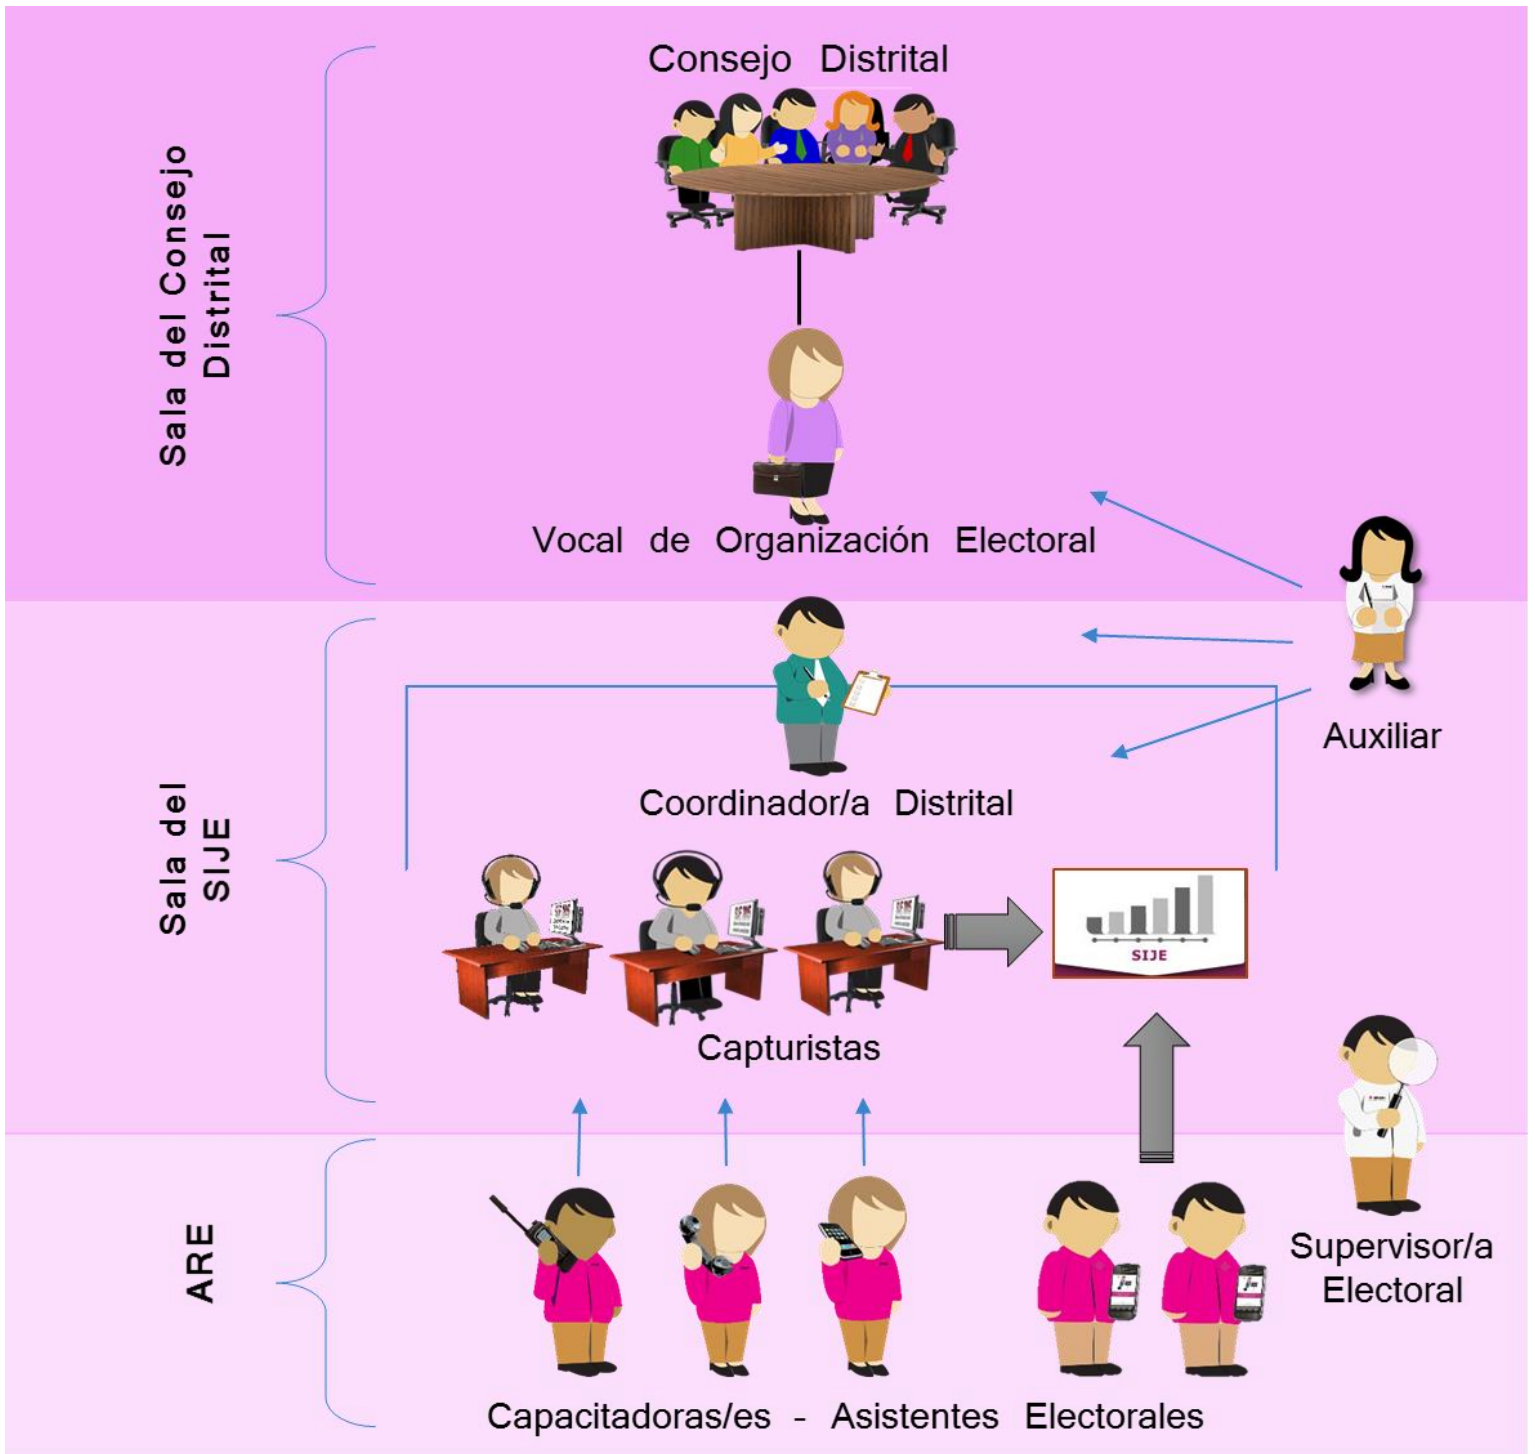 Consejo Distrital
Sala del Consejo
Distrital
Vocal de Organización Electoral
Auxiliar
Coordinador/a Distrital
Sala del
SIJE
SIJE
Capturistas
Supervisor/a
Electoral
ARE
Capacitadoras/es - Asistentes Electorales